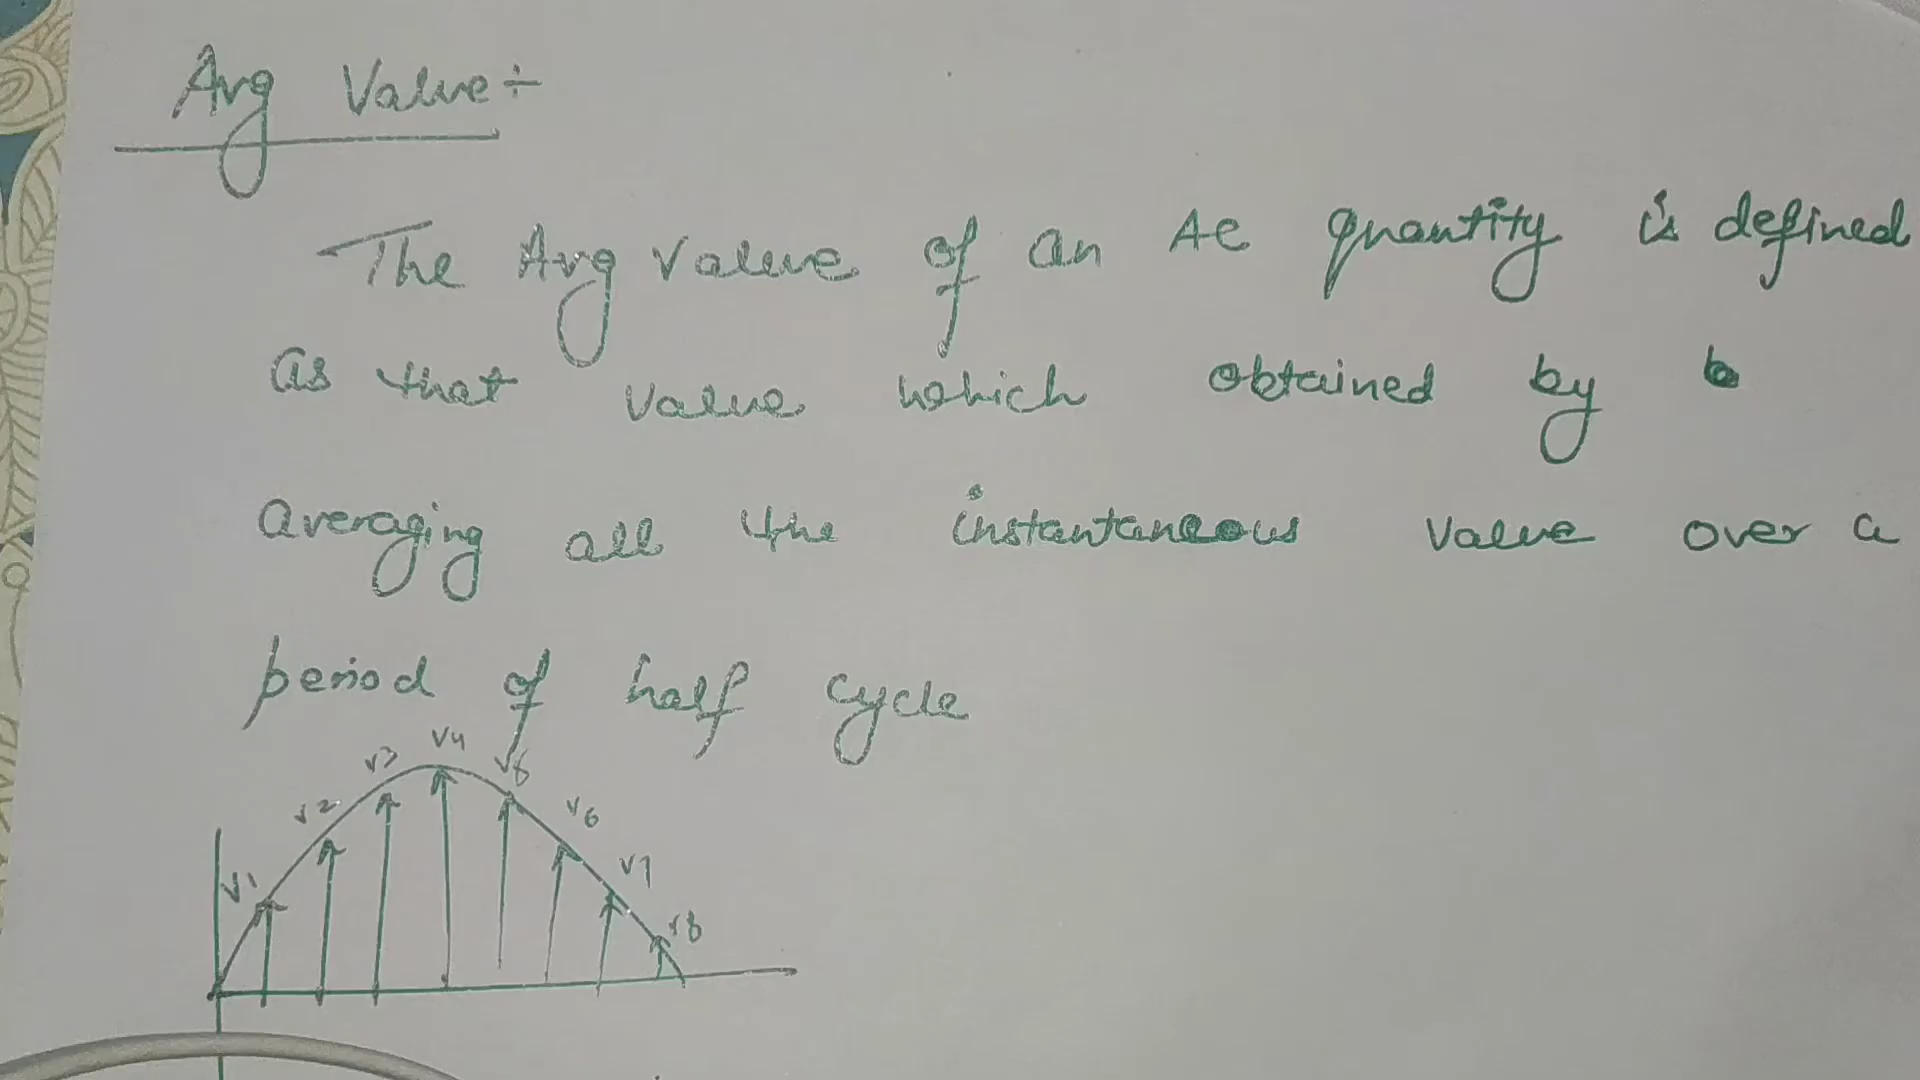 Avg Value÷
The Avg Value of an AC quantity is defined
as that value which obtained by
averaging all the instantaneous value over a
period of half cycle
V1 V2 V3 V4 V5 V6 V7 V8